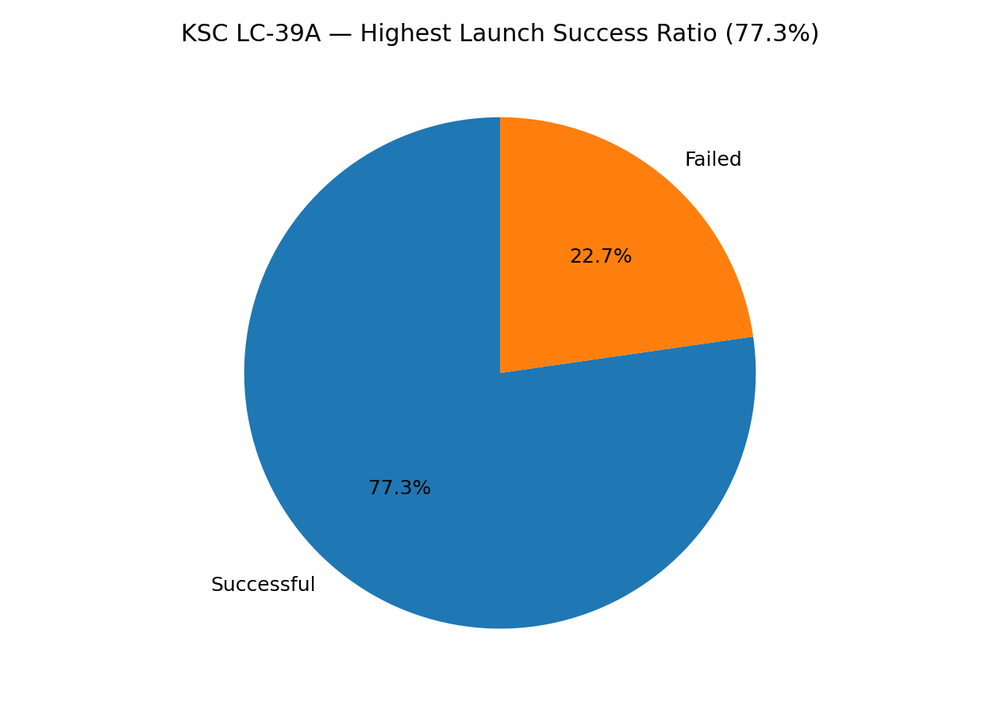 KSC LC-39A — Highest Launch Success Ratio (77.3%)
Failed
22.7%
77.3%
Successful